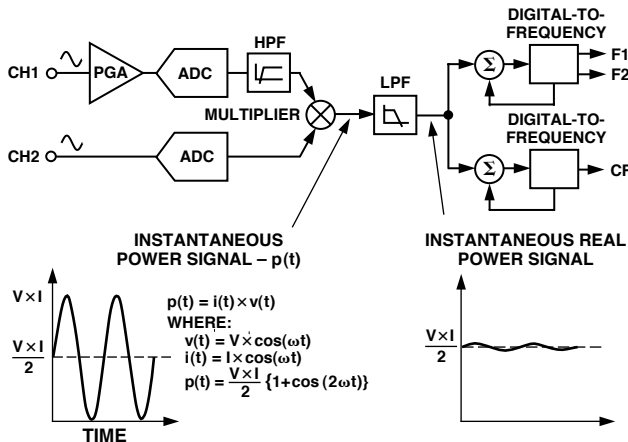 DIGITAL-TO-
FREQUENCY
HPF
CH1
PGA
ADC
LPF
Σ
F1
F2
MULTIPLIER
DIGITAL-TO-
FREQUENCY
CH2
ADC
Σ
CF
INSTANTANEOUS
POWER SIGNAL – p(t)
INSTANTANEOUS REAL
POWER SIGNAL
V × I
V × I
2
TIME
p(t) = i(t) × v(t)
WHERE:
v(t) = V × cos(ωt)
i(t) = I × cos(ωt)
p(t) = V × I / 2 {1+cos (2ωt)}
V × I
2